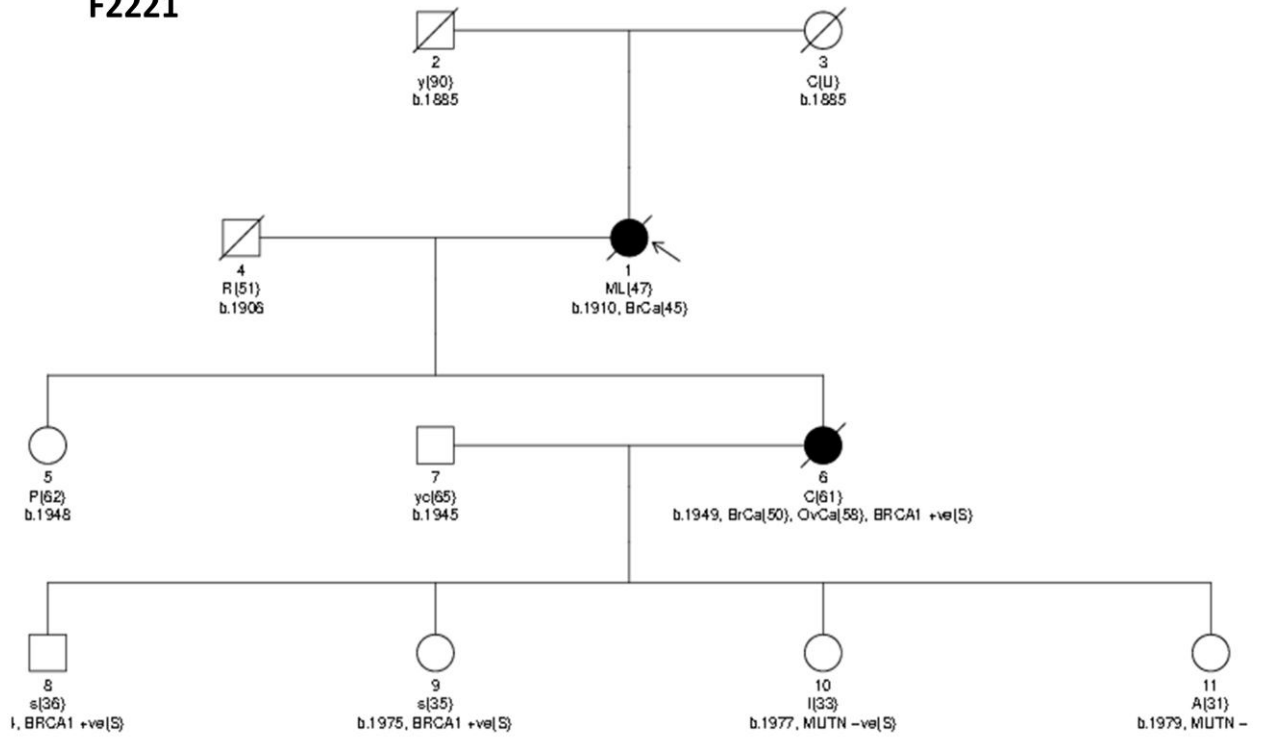 F2221
2 3
y(90) C(U)
b.1885 b.1885
4 1
R(51) ML(47)
b.1906 b.1910, BrCa(45)
5 7 6
P(62) yc(65) C(61)
b.1948 b.1945 b.1949, BrCa(50), OvCa(58), BRCA1 +ve(S)
8 9 10 11
s(36) s(35) I(33) A(31)
, BRCA1 +ve(S) b.1975, BRCA1 +ve(S) b.1977, MUTN -ve(S) b.1979, MUTN -